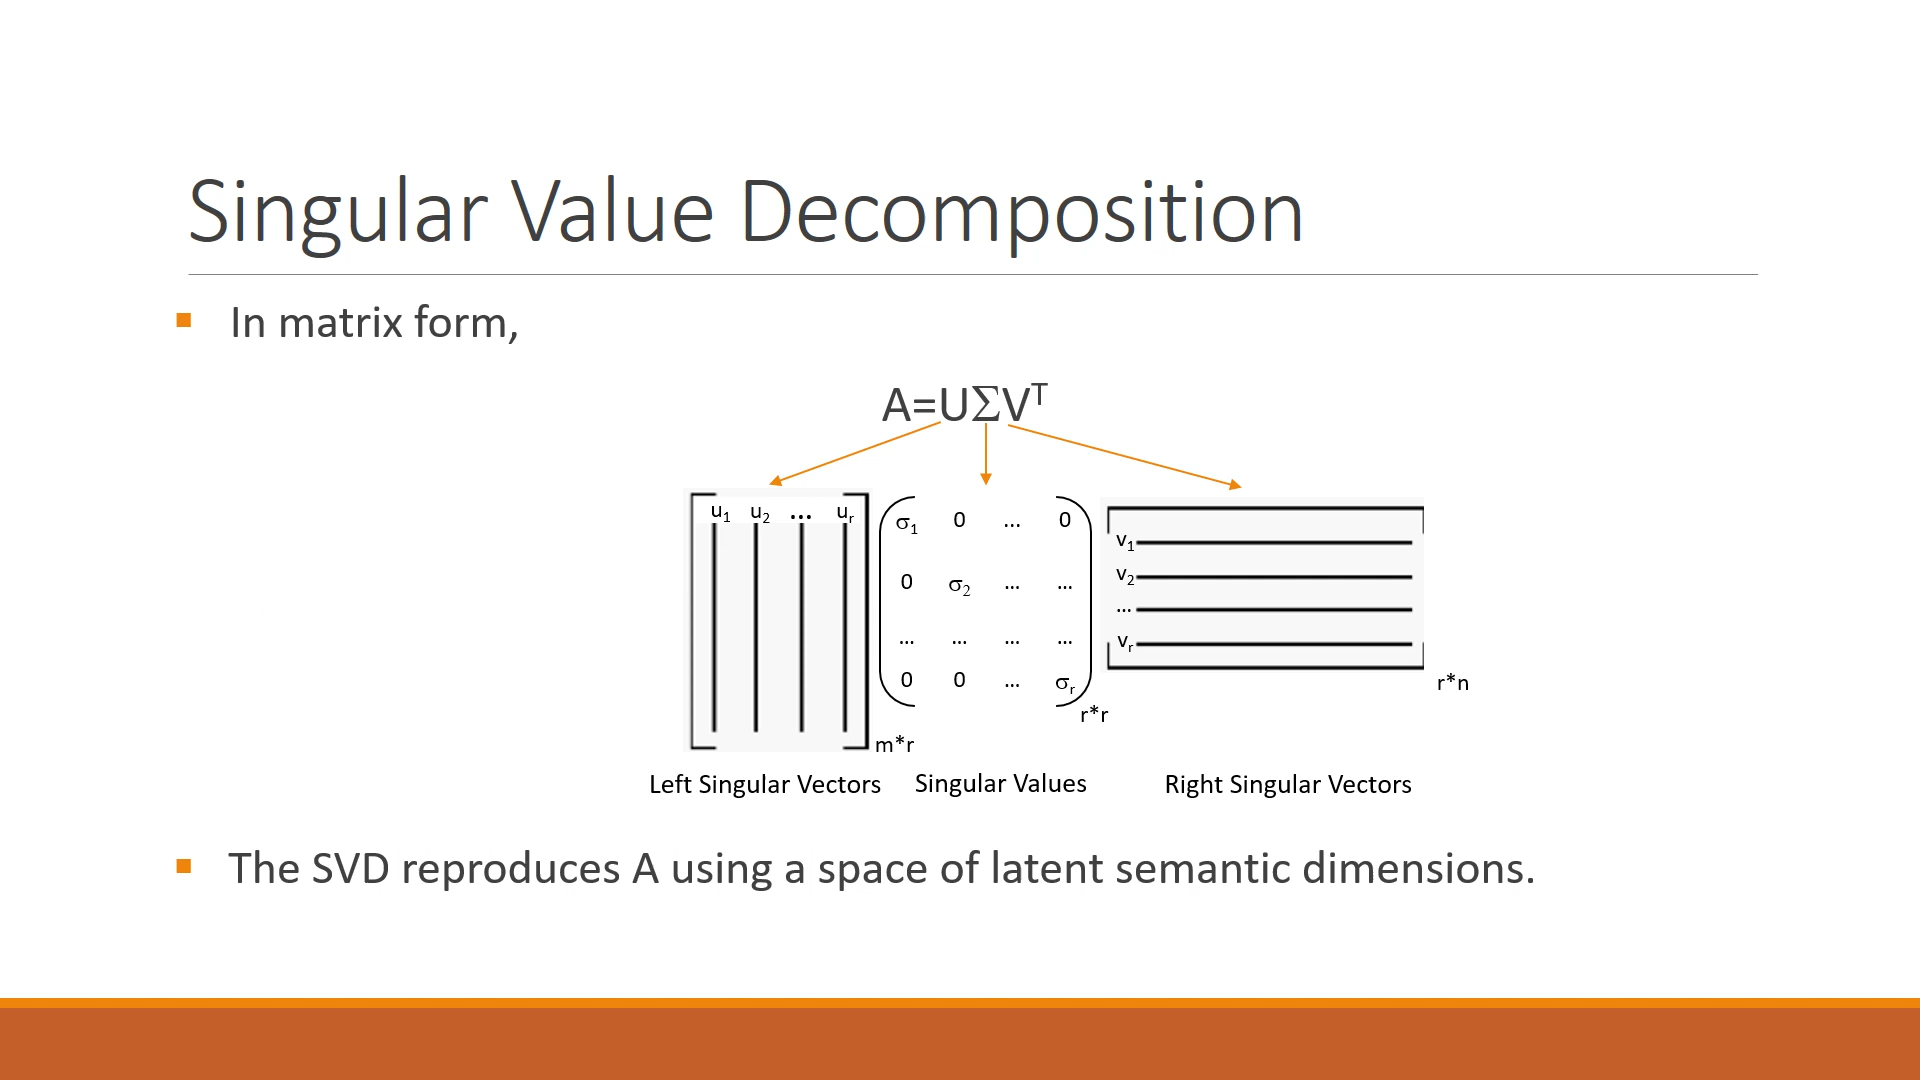 Singular Value Decomposition
▪ In matrix form,
A=UΣVᵀ
u₁ u₂ ... uᵣ
σ₁ 0 ... 0
0 σ₂ ... ...
... ... ... ...
0 0 ... σᵣ
v₁
v₂
...
vᵣ
m*r
r*r
r*n
Left Singular Vectors
Singular Values
Right Singular Vectors
▪ The SVD reproduces A using a space of latent semantic dimensions.